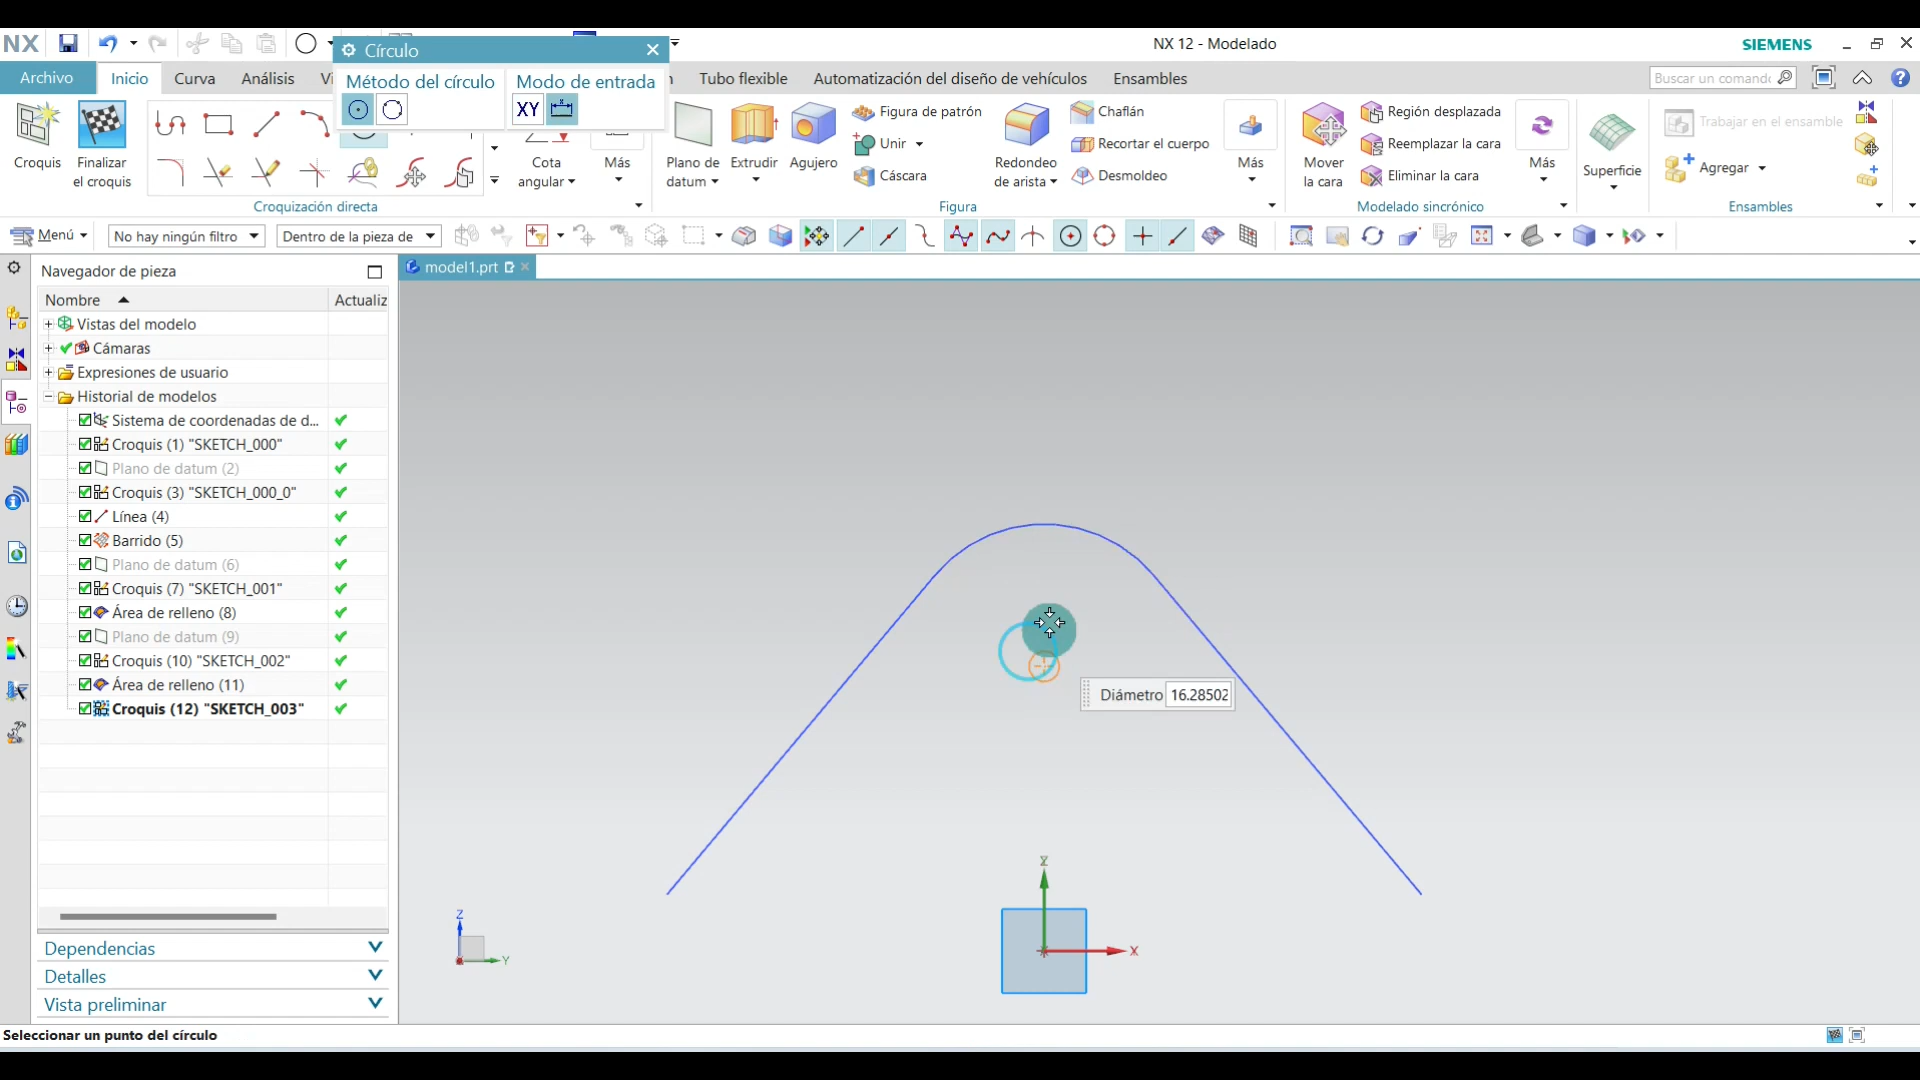 NX
NX 12 - Modelado
SIEMENS
Círculo
Método del círculo
Modo de entrada
XY
Archivo
Inicio
Curva
Análisis
Tubo flexible
Automatización del diseño de vehículos
Ensambles
Buscar un comando
Croquis
Finalizar
el croquis
Croquización directa
Cota
angular
Más
Plano de
datum
Extrudir
Agujero
Figura de patrón
Unir
Cáscara
Redondeo
de arista
Chaflán
Recortar el cuerpo
Desmoldeo
Más
Figura
Mover
la cara
Región desplazada
Reemplazar la cara
Eliminar la cara
Más
Modelado sincrónico
Superficie
Trabajar en el ensamble
Agregar
Ensambles
Menú
No hay ningún filtro
Dentro de la pieza de
Navegador de pieza
model1.prt
Nombre
Actualiz
Vistas del modelo
Cámaras
Expresiones de usuario
Historial de modelos
Sistema de coordenadas de d...
Croquis (1) "SKETCH_000"
Plano de datum (2)
Croquis (3) "SKETCH_000_0"
Línea (4)
Barrido (5)
Plano de datum (6)
Croquis (7) "SKETCH_001"
Área de relleno (8)
Plano de datum (9)
Croquis (10) "SKETCH_002"
Área de relleno (11)
Croquis (12) "SKETCH_003"
Diámetro 16.28502
Z
X
Z
Y
Dependencias
Detalles
Vista preliminar
Seleccionar un punto del círculo